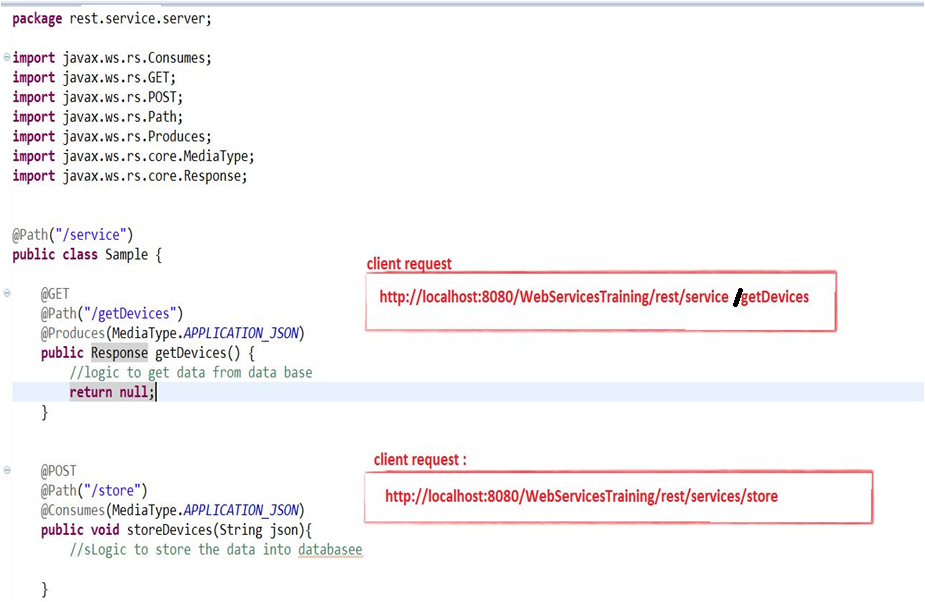 package rest.service.server;
import javax.ws.rs.Consumes;
import javax.ws.rs.GET;
import javax.ws.rs.POST;
import javax.ws.rs.Path;
import javax.ws.rs.Produces;
import javax.ws.rs.core.MediaType;
import javax.ws.rs.core.Response;
@Path("/service")
public class Sample {
client request
http://localhost:8080/WebServicesTraining/rest/service /getDevices
@GET
@Path("/getDevices")
@Produces(MediaType.APPLICATION_JSON)
public Response getDevices() {
//logic to get data from data base
return null;
}
client request :
http://localhost:8080/WebServicesTraining/rest/services/store
@POST
@Path("/store")
@Consumes(MediaType.APPLICATION_JSON)
public void storeDevices(String json){
//sLogic to store the data into databasee
}